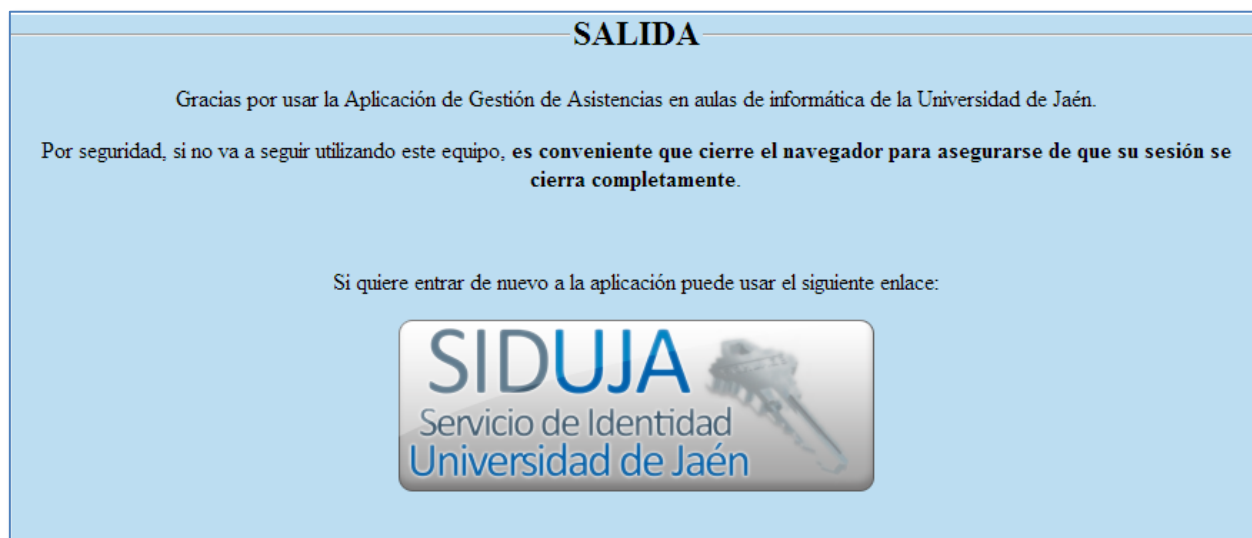 SALIDA
Gracias por usar la Aplicación de Gestión de Asistencias en aulas de informática de la Universidad de Jaén.
Por seguridad, si no va a seguir utilizando este equipo, es conveniente que cierre el navegador para asegurarse de que su sesión se
cierra completamente.
Si quiere entrar de nuevo a la aplicación puede usar el siguiente enlace:
SIDUJA
Servicio de Identidad
Universidad de Jaén